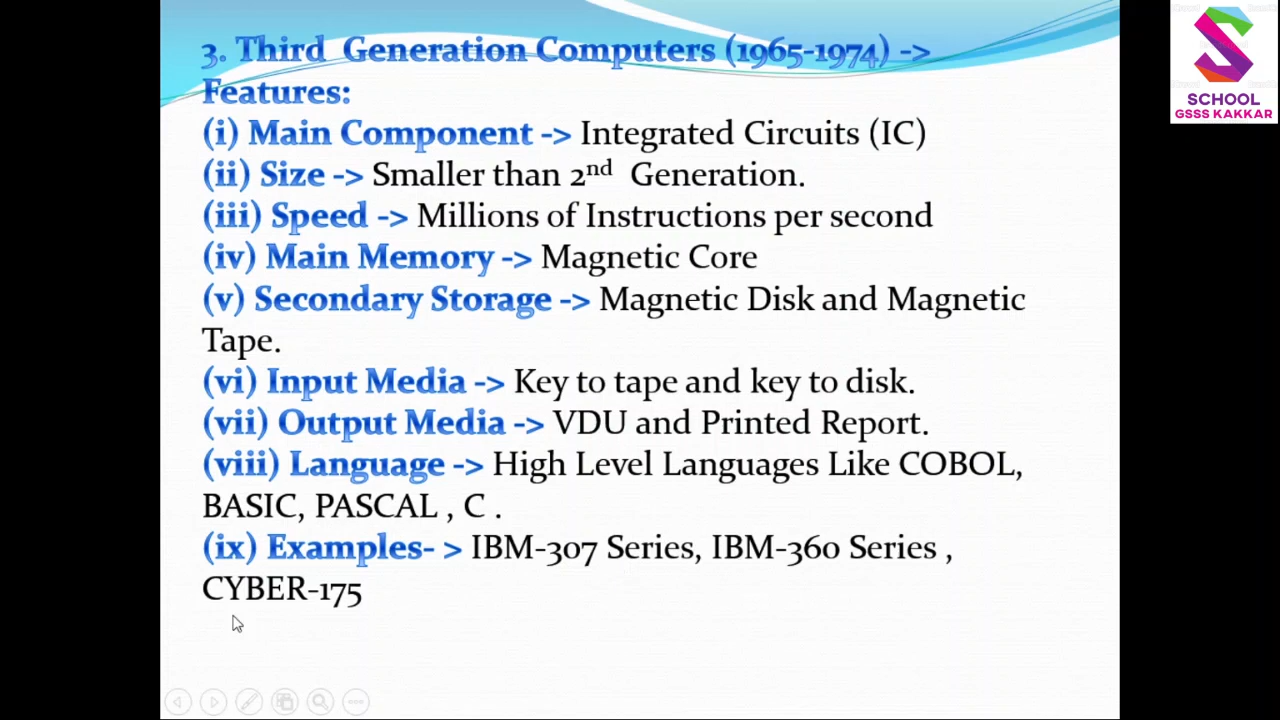 3. Third Generation Computers (1965-1974) ->
Features:
(i) Main Component -> Integrated Circuits (IC)
(ii) Size -> Smaller than 2nd Generation.
(iii) Speed -> Millions of Instructions per second
(iv) Main Memory -> Magnetic Core
(v) Secondary Storage -> Magnetic Disk and Magnetic
Tape.
(vi) Input Media -> Key to tape and key to disk.
(vii) Output Media -> VDU and Printed Report.
(viii) Language -> High Level Languages Like COBOL,
BASIC, PASCAL , C .
(ix) Examples- > IBM-307 Series, IBM-360 Series ,
CYBER-175
SCHOOL
GSSS KAKKAR